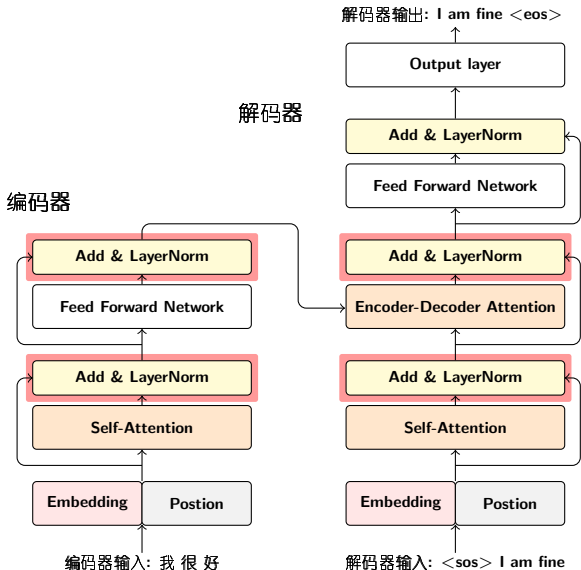 解码器输出: I am fine <eos>
Output layer
解码器
Add & LayerNorm
Feed Forward Network
编码器
Add & LayerNorm
Add & LayerNorm
Feed Forward Network
Encoder-Decoder Attention
Add & LayerNorm
Add & LayerNorm
Self-Attention
Self-Attention
Embedding
Postion
Embedding
Postion
编码器输入: 我 很 好
解码器输入: <sos> I am fine